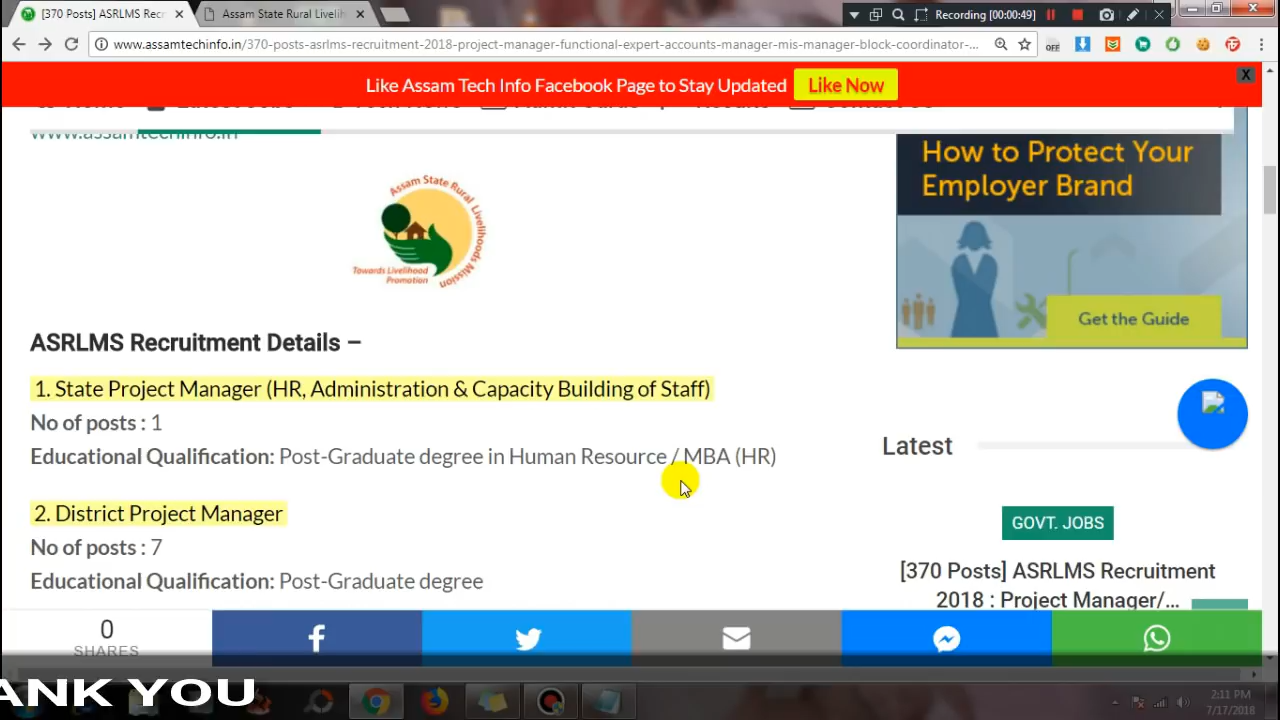 [370 Posts] ASRLMS Recr
Assam State Rural Livelih
Recording [00:00:49]
www.assamtechinfo.in/370-posts-asrlms-recruitment-2018-project-manager-functional-expert-accounts-manager-mis-manager-block-coordinator-...
OFF
Like Assam Tech Info Facebook Page to Stay Updated
Like Now
X
www.assamtechinfo.in
How to Protect Your
Employer Brand
Get the Guide
Assam State Rural Livelihoods Mission
Towards Livelihood
Promotion
ASRLMS Recruitment Details –
1. State Project Manager (HR, Administration & Capacity Building of Staff)
No of posts : 1
Educational Qualification: Post-Graduate degree in Human Resource / MBA (HR)
2. District Project Manager
No of posts : 7
Educational Qualification: Post-Graduate degree
Latest
GOVT. JOBS
[370 Posts] ASRLMS Recruitment
2018 : Project Manager/...
0
SHARES
ANK YOU
2:11 PM
7/17/2018